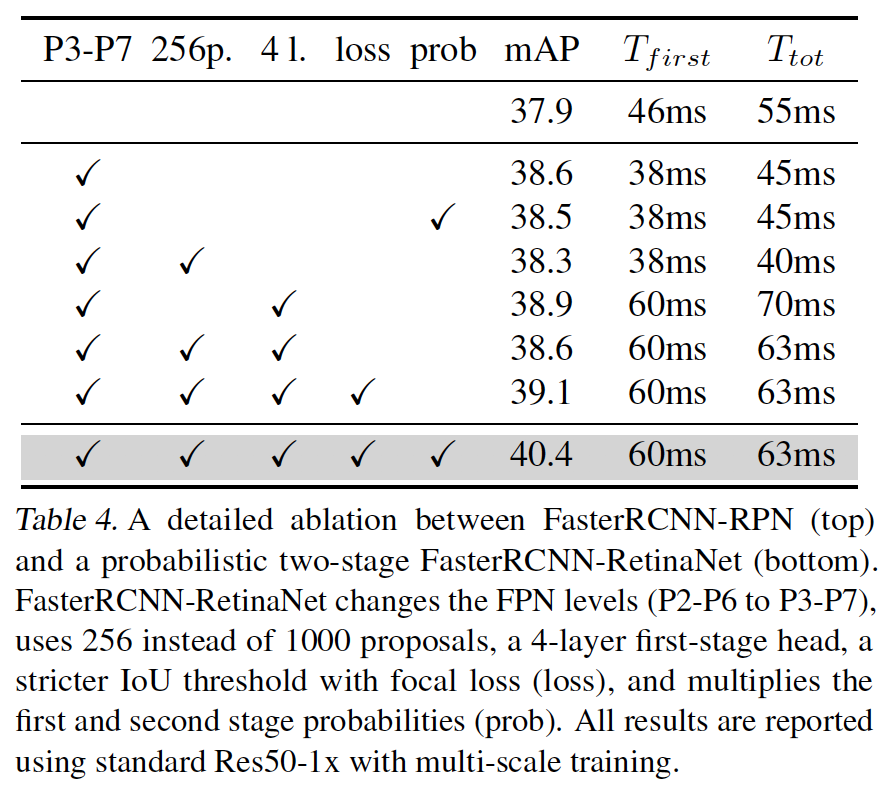 P3-P7 256p. 4 l. loss prob mAP T_first T_tot
37.9 46ms 55ms
✓ 38.6 38ms 45ms
✓ ✓ 38.5 38ms 45ms
✓ ✓ 38.3 38ms 40ms
✓ ✓ 38.9 60ms 70ms
✓ ✓ ✓ 38.6 60ms 63ms
✓ ✓ ✓ ✓ 39.1 60ms 63ms
✓ ✓ ✓ ✓ ✓ 40.4 60ms 63ms
Table 4. A detailed ablation between FasterRCNN-RPN (top)
and a probabilistic two-stage FasterRCNN-RetinaNet (bottom).
FasterRCNN-RetinaNet changes the FPN levels (P2-P6 to P3-P7),
uses 256 instead of 1000 proposals, a 4-layer first-stage head, a
stricter IoU threshold with focal loss (loss), and multiplies the
first and second stage probabilities (prob). All results are reported
using standard Res50-1x with multi-scale training.